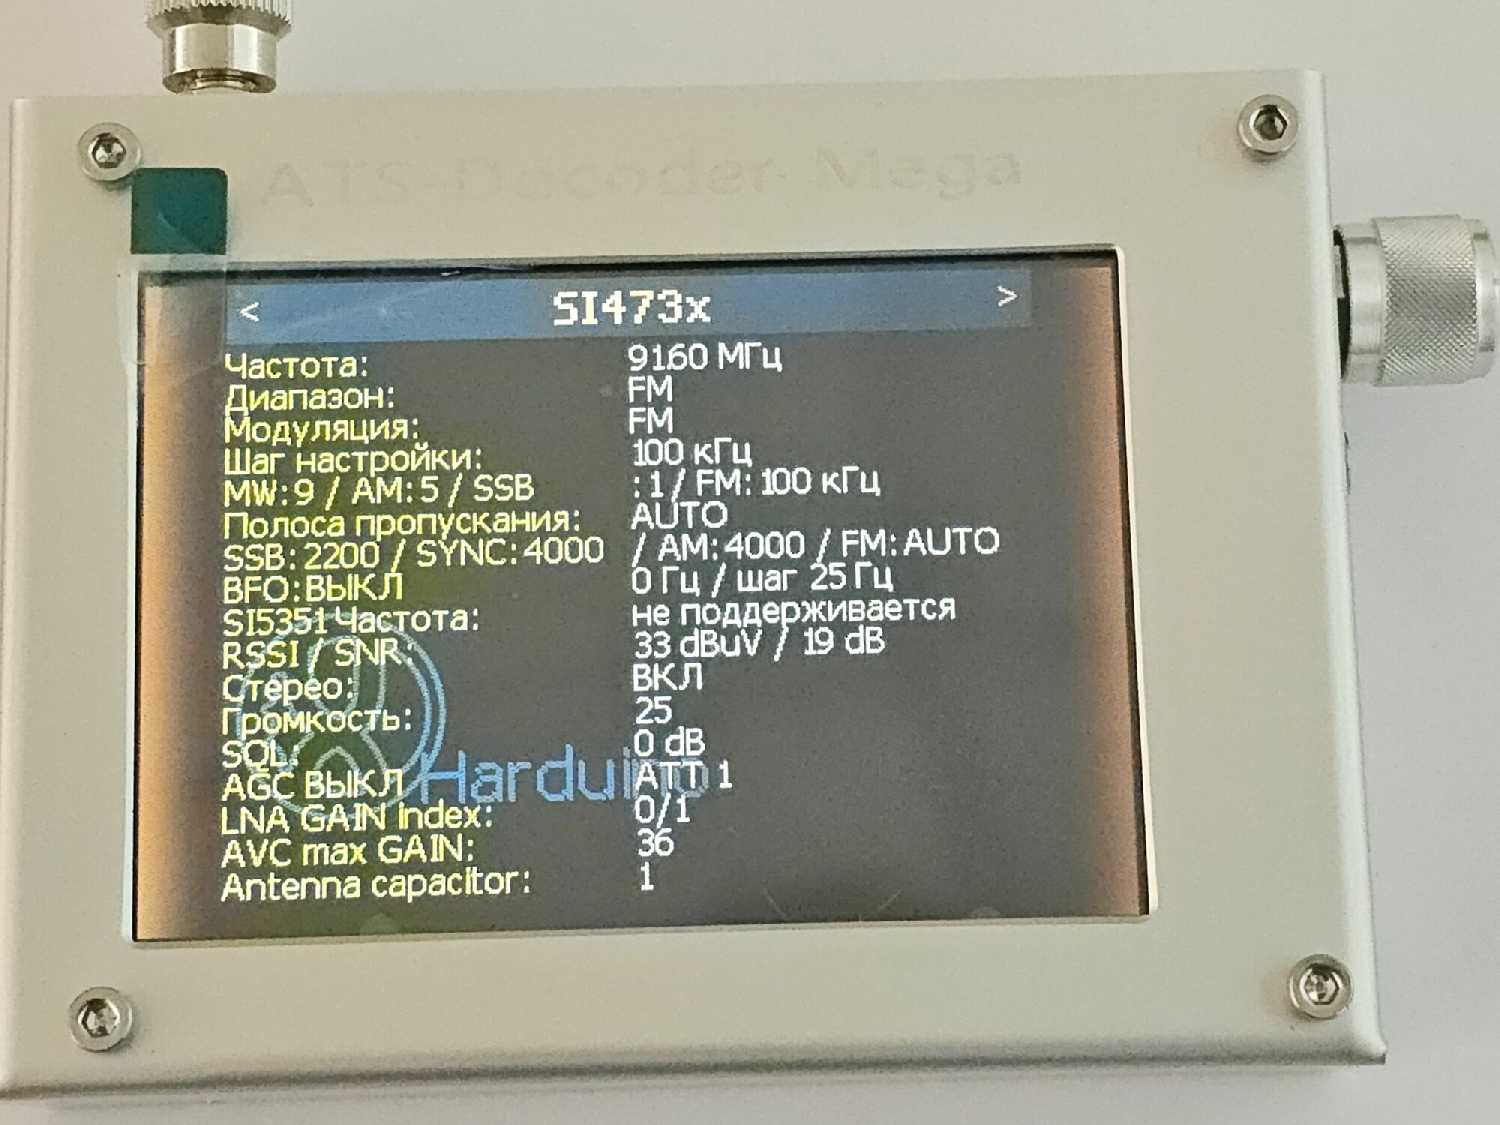 ATS-Decoder Mega
< SI473x >
Частота: 91.60 МГц
Диапазон: FM
Модуляция: FM
Шаг настройки: 100 кГц
MW:9 / AM:5 / SSB :1 / FM:100 кГц
Полоса пропускания: AUTO
SSB:2200 / SYNC:4000 / AM:4000 / FM:AUTO
BFO:ВЫКЛ 0 Гц / шаг 25 Гц
SI5351 Частота: не поддерживается
RSSI / SNR: 33 dBuV / 19 dB
Стерео: ВКЛ
Громкость: 25
SQL: 0 dB
AGC ВЫКЛ ATT 1
Harduino
LNA GAIN index: 0/1
AVC max GAIN: 36
Antenna capacitor: 1